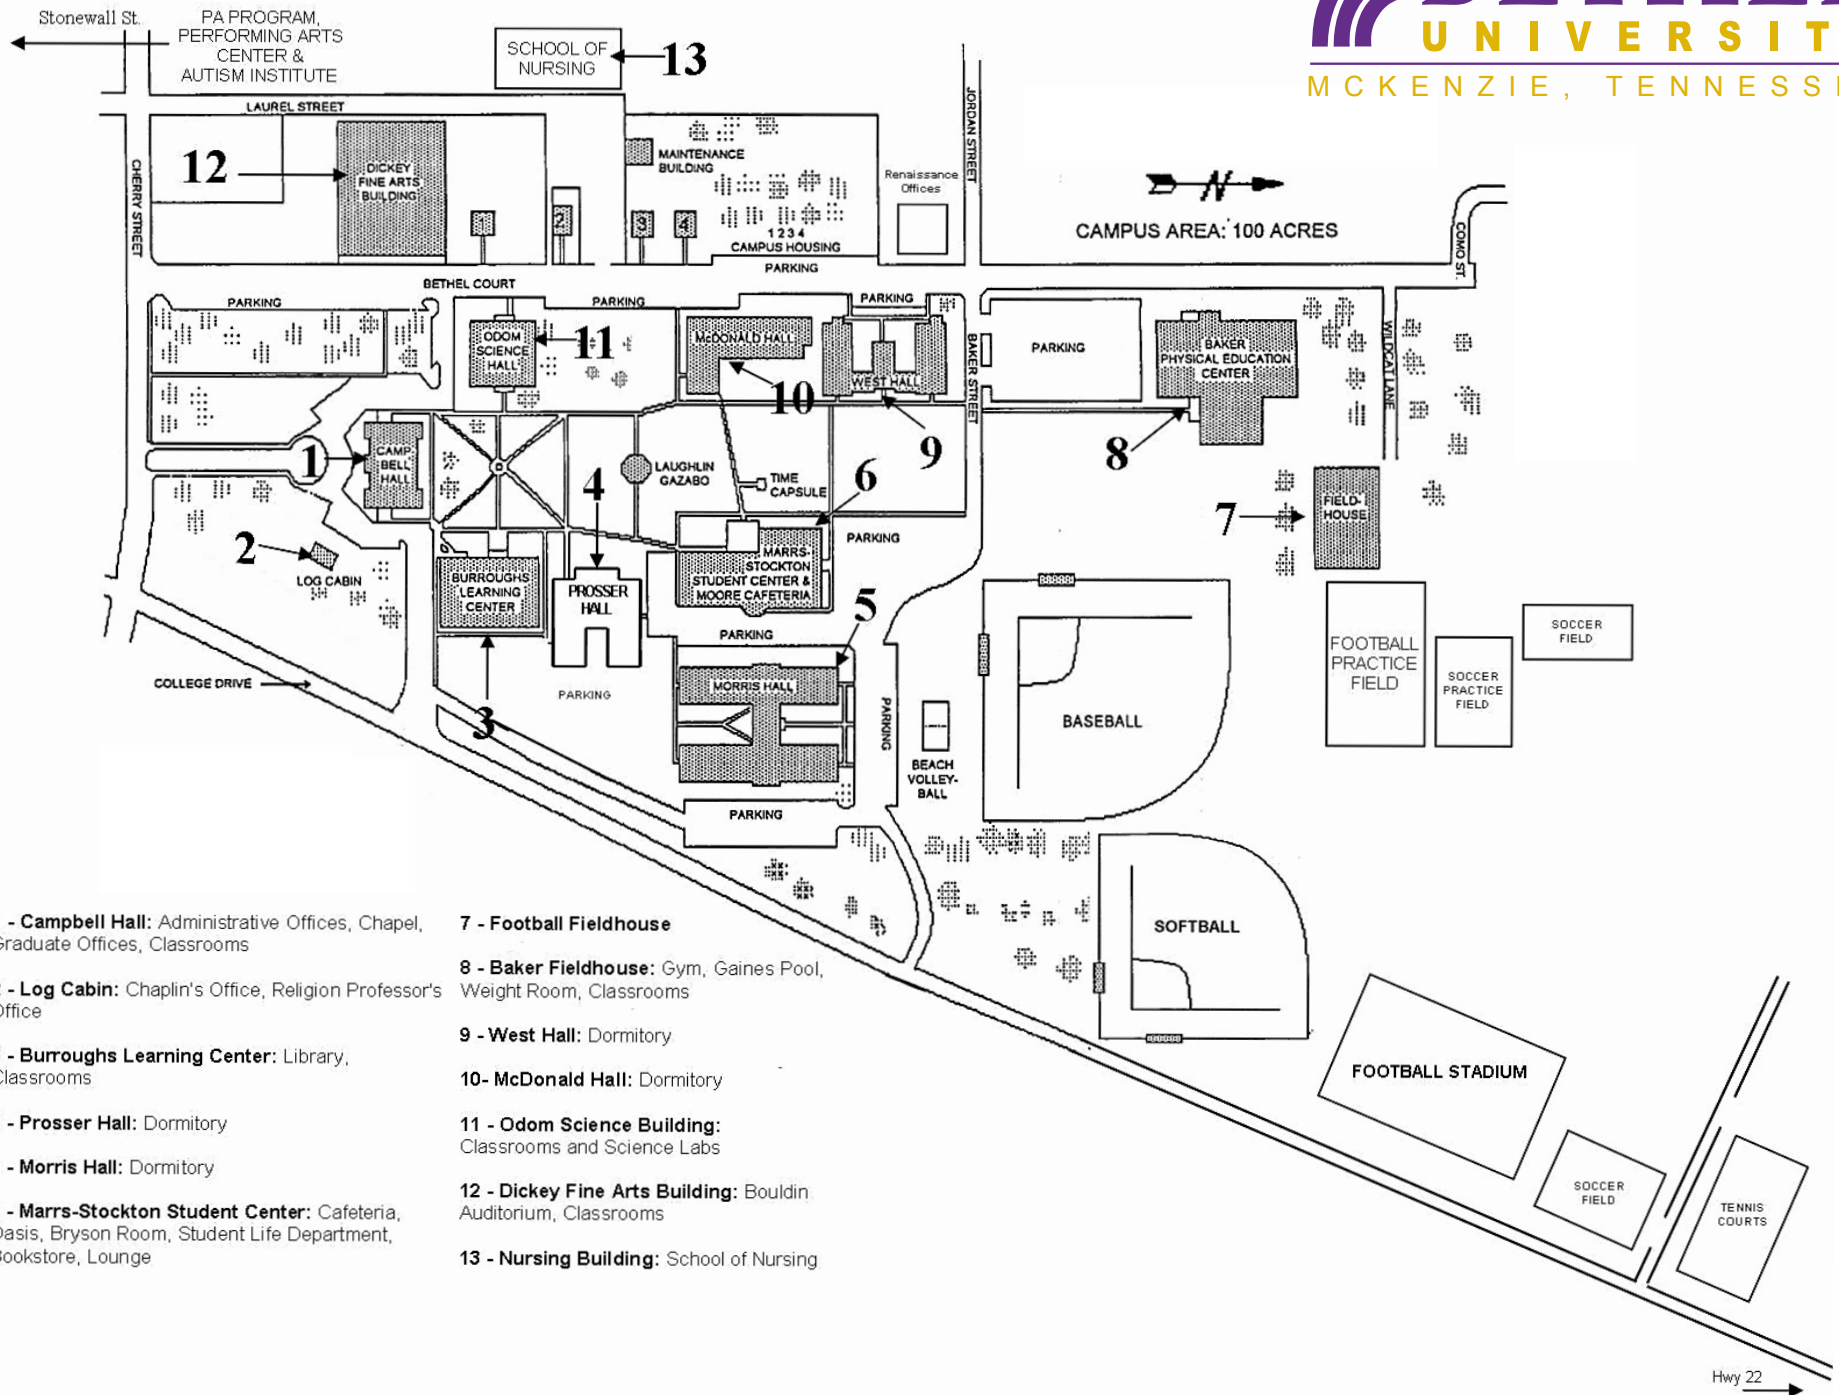 Stonewall St.
PA PROGRAM,
PERFORMING ARTS
CENTER &
AUTISM INSTITUTE
SCHOOL OF
NURSING
13
UNIVERSIT
MCKENZIE, TENNESS
LAUREL STREET
CHERRY STREET
12
DICKEY
FINE ARTS
BUILDING
MAINTENANCE
BUILDING
1
2
3
4
1 2 3 4
CAMPUS HOUSING
Renaissance
Offices
JORDAN STREET
N
CAMPUS AREA: 100 ACRES
COMO ST.
PARKING
BETHEL COURT
PARKING
PARKING
PARKING
ODOM
SCIENCE
HALL
11
McDONALD HALL
10
WEST HALL
9
BAKER STREET
PARKING
BAKER
PHYSICAL EDUCATION
CENTER
8
WILDCAT LANE
1
CAMP-
BELL
HALL
LAUGHLIN
GAZABO
TIME
CAPSULE
6
4
2
LOG CABIN
BURROUGHS
LEARNING
CENTER
3
PROSSER
HALL
MARRS-
STOCKTON
STUDENT CENTER &
MOORE CAFETERIA
PARKING
7
FIELD-
HOUSE
5
PARKING
MORRIS HALL
PARKING
PARKING
PARKING
COLLEGE DRIVE
BEACH
VOLLEY-
BALL
BASEBALL
FOOTBALL
PRACTICE
FIELD
SOCCER
PRACTICE
FIELD
SOCCER
FIELD
SOFTBALL
FOOTBALL STADIUM
SOCCER
FIELD
TENNIS
COURTS
Hwy 22
- Campbell Hall: Administrative Offices, Chapel,
Graduate Offices, Classrooms
- Log Cabin: Chaplin's Office, Religion Professor's
Office
- Burroughs Learning Center: Library,
Classrooms
- Prosser Hall: Dormitory
- Morris Hall: Dormitory
- Marrs-Stockton Student Center: Cafeteria,
Oasis, Bryson Room, Student Life Department,
Bookstore, Lounge
7 - Football Fieldhouse
8 - Baker Fieldhouse: Gym, Gaines Pool,
Weight Room, Classrooms
9 - West Hall: Dormitory
10- McDonald Hall: Dormitory
11 - Odom Science Building:
Classrooms and Science Labs
12 - Dickey Fine Arts Building: Bouldin
Auditorium, Classrooms
13 - Nursing Building: School of Nursing